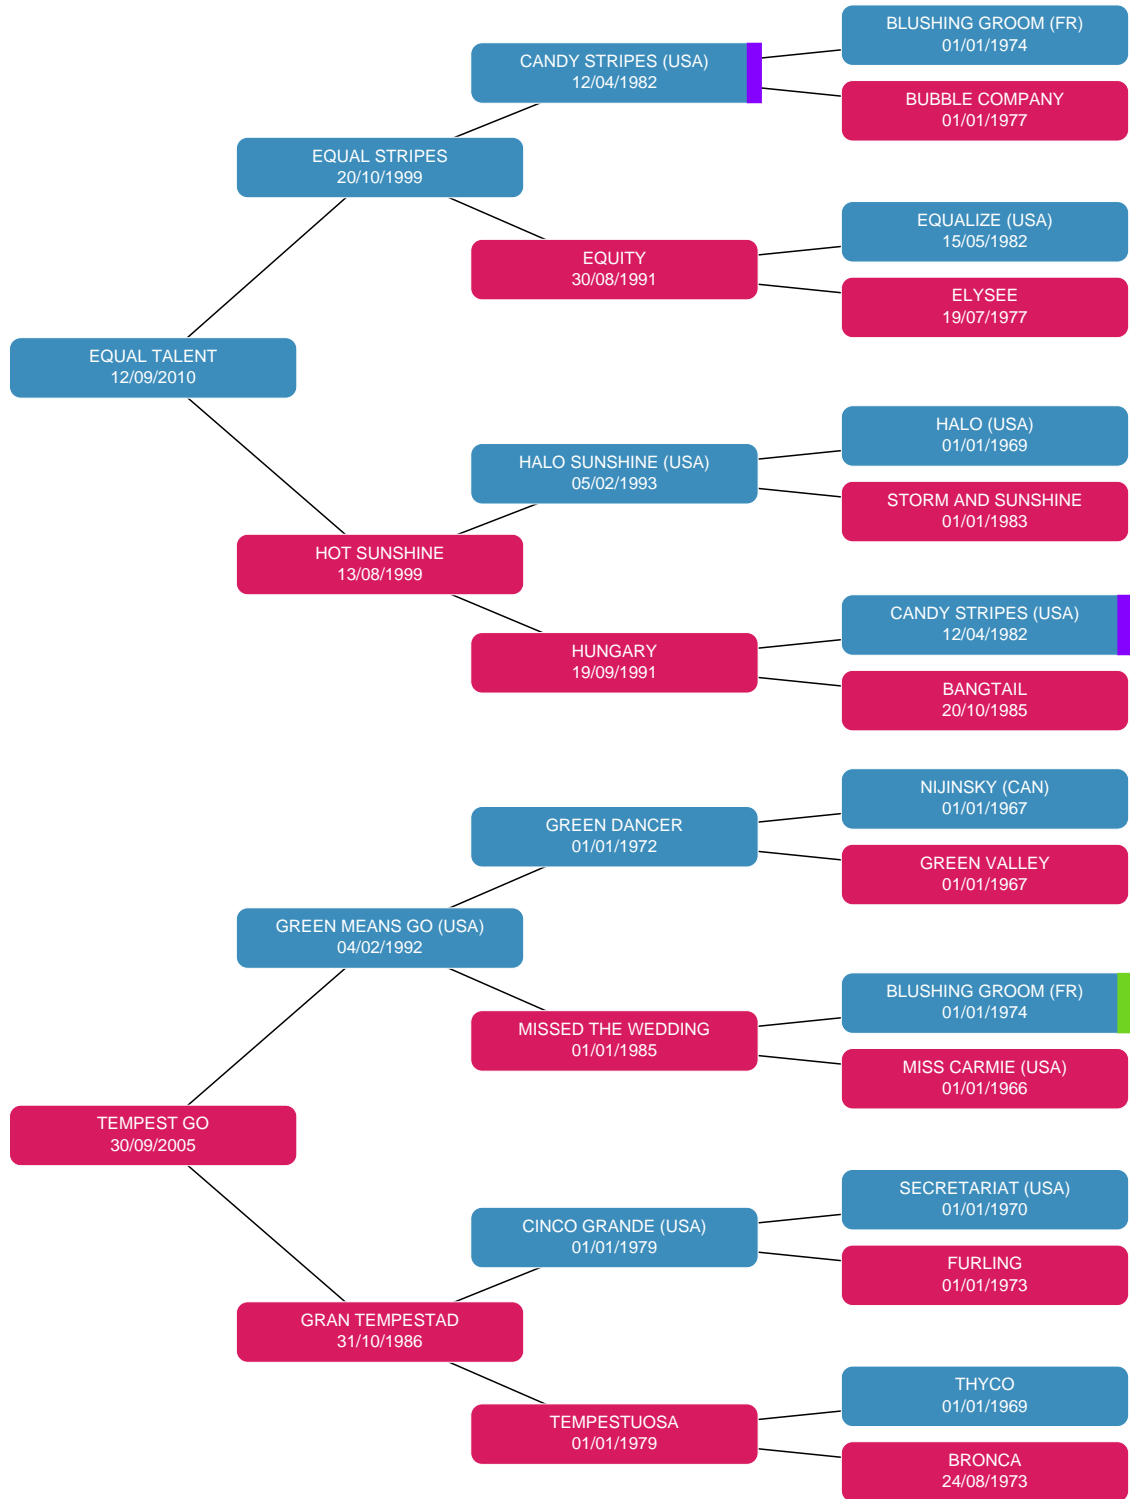 BLUSHING GROOM (FR)
01/01/1974
CANDY STRIPES (USA)
12/04/1982
BUBBLE COMPANY
01/01/1977
EQUAL STRIPES
20/10/1999
EQUALIZE (USA)
15/05/1982
EQUITY
30/08/1991
ELYSEE
19/07/1977
EQUAL TALENT
12/09/2010
HALO (USA)
01/01/1969
HALO SUNSHINE (USA)
05/02/1993
STORM AND SUNSHINE
01/01/1983
HOT SUNSHINE
13/08/1999
CANDY STRIPES (USA)
12/04/1982
HUNGARY
19/09/1991
BANGTAIL
20/10/1985
NIJINSKY (CAN)
01/01/1967
GREEN DANCER
01/01/1972
GREEN VALLEY
01/01/1967
GREEN MEANS GO (USA)
04/02/1992
BLUSHING GROOM (FR)
01/01/1974
MISSED THE WEDDING
01/01/1985
MISS CARMIE (USA)
01/01/1966
TEMPEST GO
30/09/2005
SECRETARIAT (USA)
01/01/1970
CINCO GRANDE (USA)
01/01/1979
FURLING
01/01/1973
GRAN TEMPESTAD
31/10/1986
THYCO
01/01/1969
TEMPESTUOSA
01/01/1979
BRONCA
24/08/1973